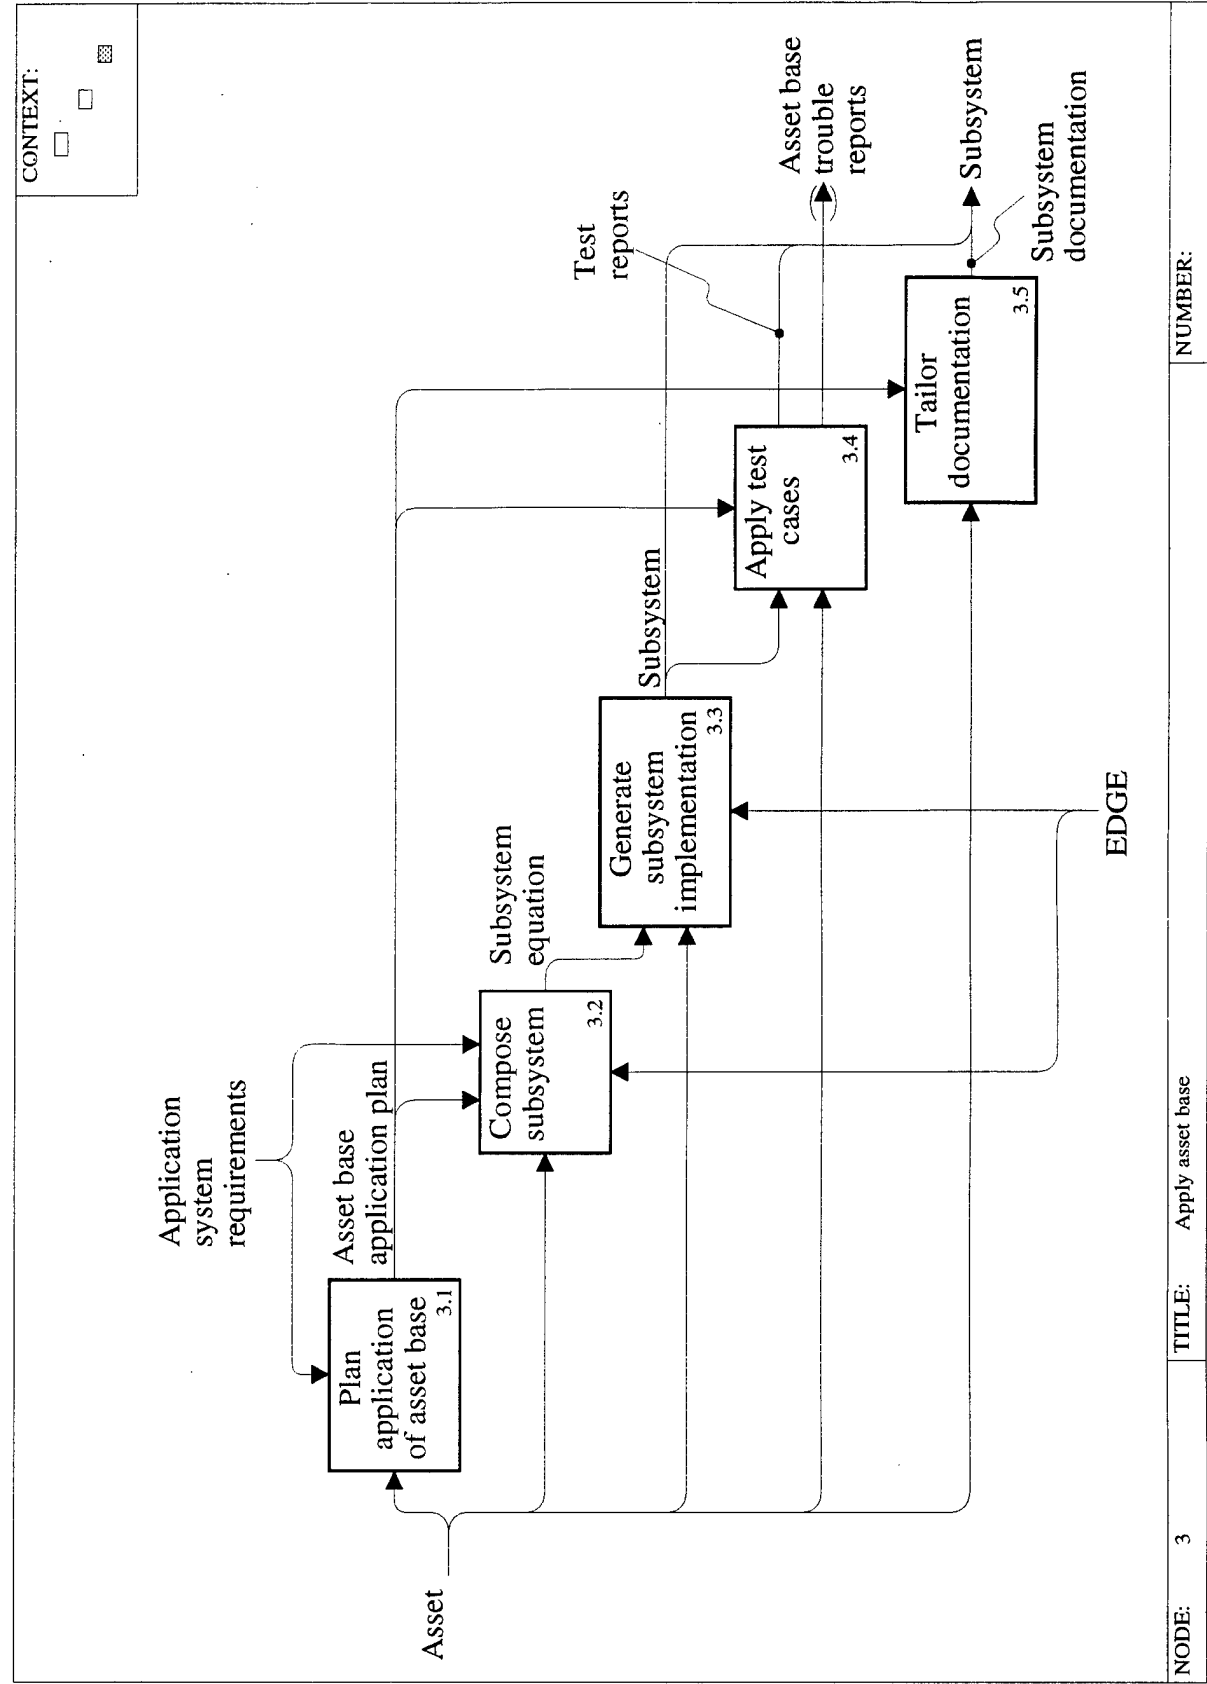 CONTEXT:
Application
system
requirements
Asset base
application plan
Plan
application
of asset base
3.1
Asset
Compose
subsystem
3.2
Subsystem
equation
Generate
subsystem
implementation
3.3
Subsystem
Apply test
cases
3.4
Test
reports
Asset base
trouble
reports
Tailor
documentation
3.5
Subsystem
Subsystem
documentation
EDGE
NODE: 3
TITLE: Apply asset base
NUMBER: